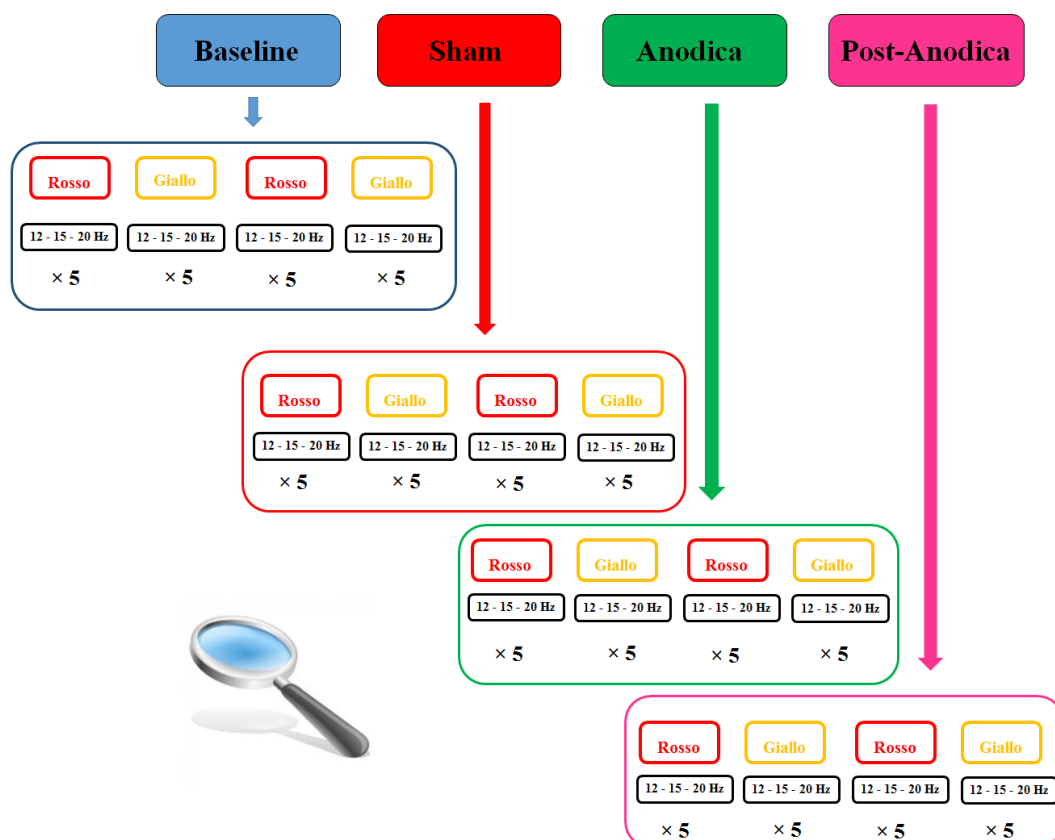 Baseline Sham Anodica Post-Anodica
Rosso Giallo Rosso Giallo
12 - 15 - 20 Hz 12 - 15 - 20 Hz 12 - 15 - 20 Hz 12 - 15 - 20 Hz
× 5 × 5 × 5 × 5
Rosso Giallo Rosso Giallo
12 - 15 - 20 Hz 12 - 15 - 20 Hz 12 - 15 - 20 Hz 12 - 15 - 20 Hz
× 5 × 5 × 5 × 5
Rosso Giallo Rosso Giallo
12 - 15 - 20 Hz 12 - 15 - 20 Hz 12 - 15 - 20 Hz 12 - 15 - 20 Hz
× 5 × 5 × 5 × 5
Rosso Giallo Rosso Giallo
12 - 15 - 20 Hz 12 - 15 - 20 Hz 12 - 15 - 20 Hz 12 - 15 - 20 Hz
× 5 × 5 × 5 × 5